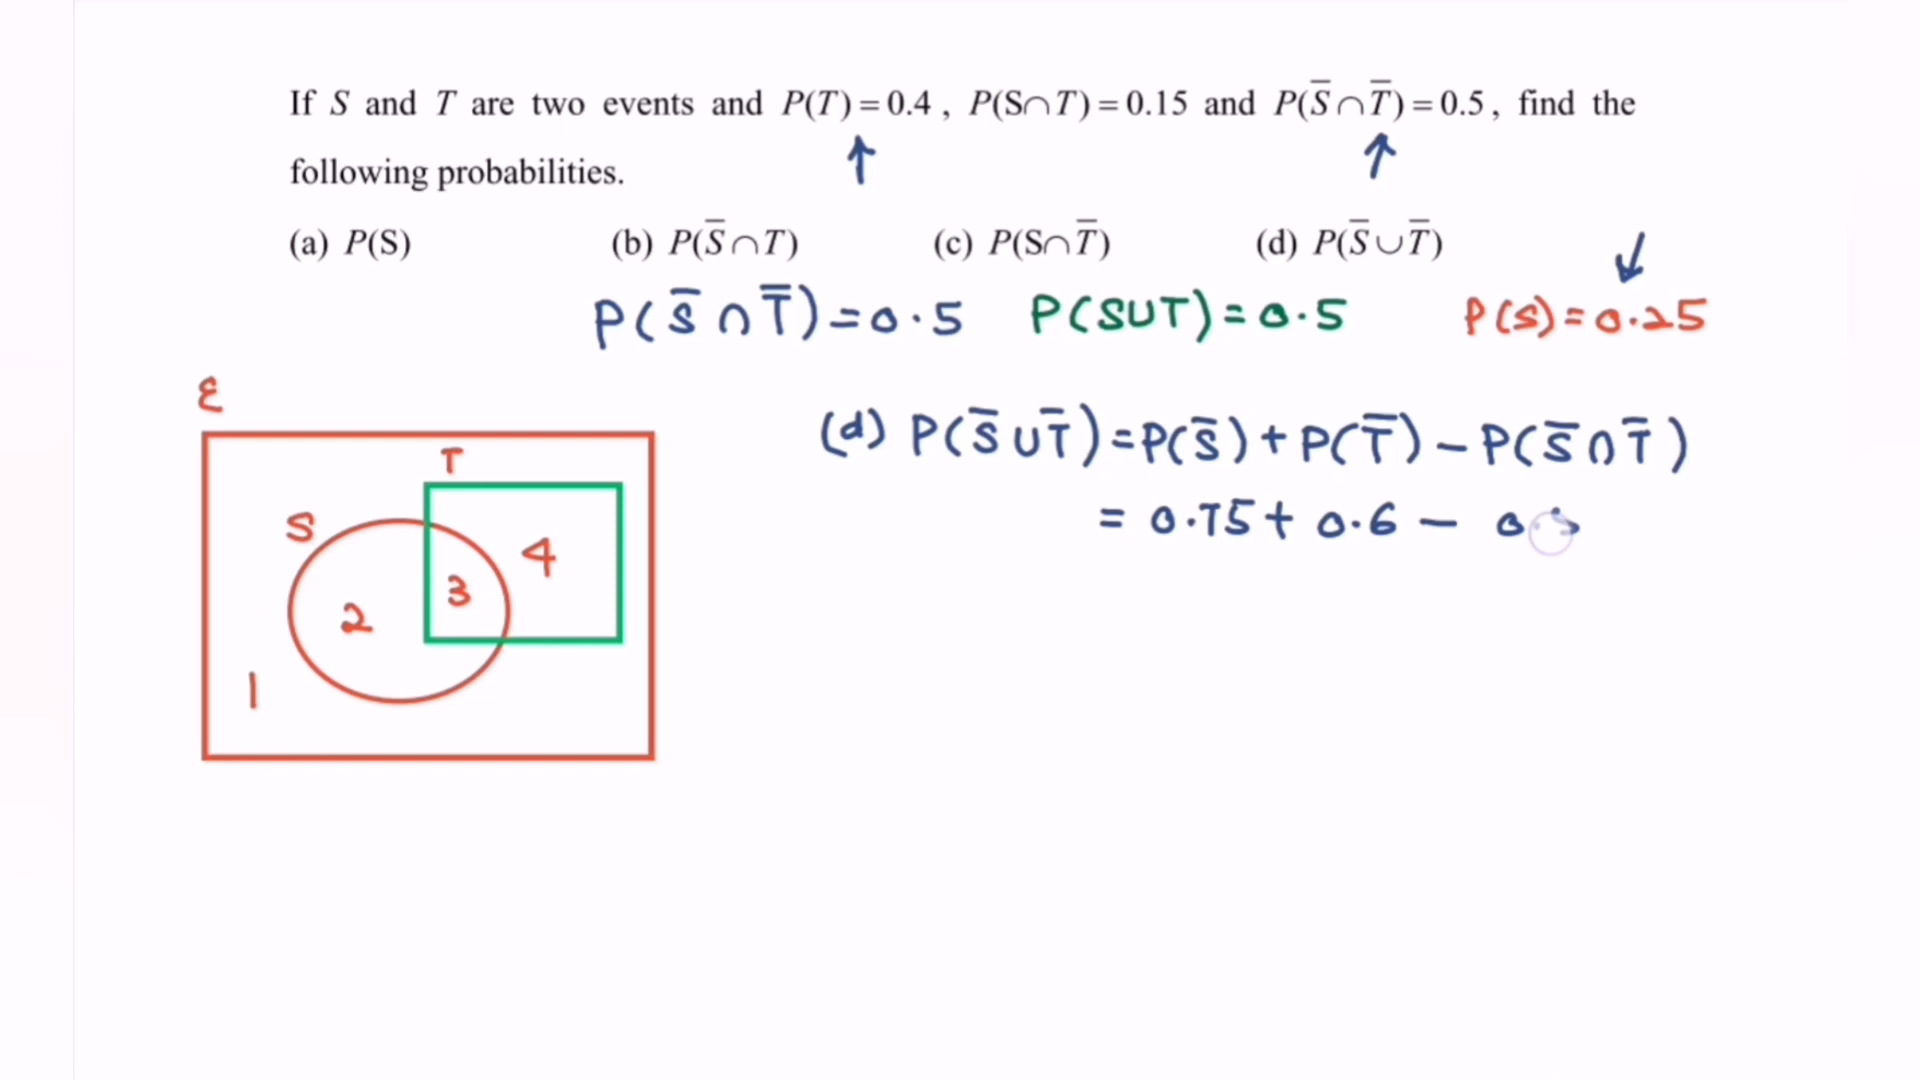 If S and T are two events and P(T) = 0.4 , P(S∩T) = 0.15 and P(S̅∩T̅) = 0.5 , find the
following probabilities.
(a) P(S) (b) P(S̅∩T) (c) P(S∩T̅) (d) P(S̅∪T̅)
P(S̅∩T̅)=0.5 P(S∪T)=0.5 P(S)=0.25
ε
(d) P(S̅∪T̅)=P(S̅)+P(T̅)−P(S̅∩T̅)
T
= 0.75+0.6−
S
4
3
2
1